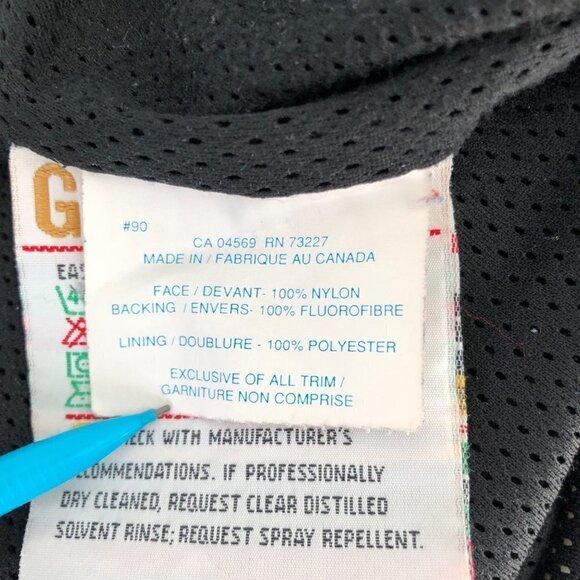 #90
CA 04569 RN 73227
MADE IN / FABRIQUE AU CANADA
FACE / DEVANT- 100% NYLON
BACKING / ENVERS- 100% FLUOROFIBRE
LINING / DOUBLURE - 100% POLYESTER
EXCLUSIVE OF ALL TRIM /
GARNITURE NON COMPRISE
G
EAS
WITH MANUFACTURER'S
IF PROFESSIONALLY
DRY CLEANED, REQUEST CLEAR DISTILLED
SOLVENT RINSE; REQUEST SPRAY REPELLENT.